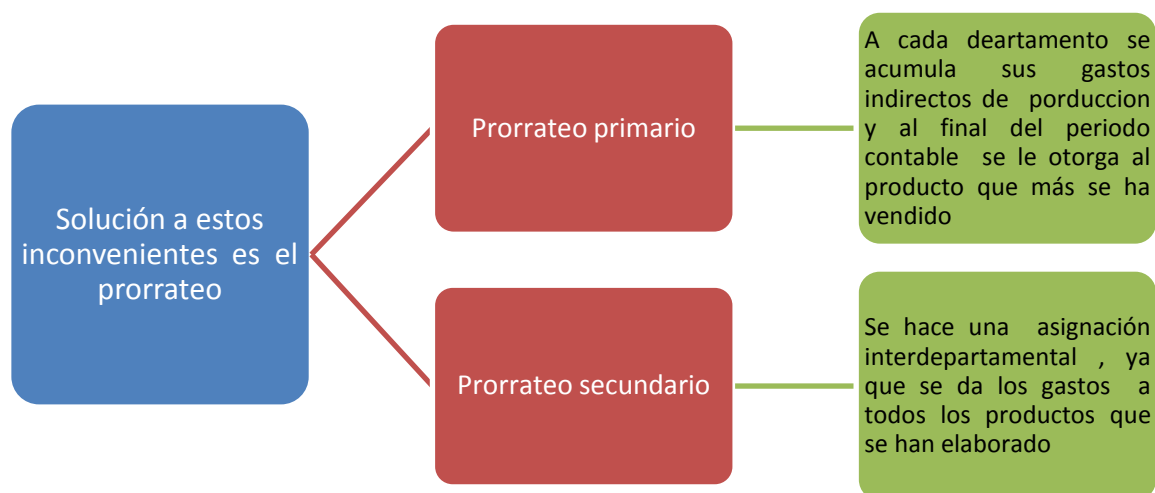 Solución a estos
inconvenientes es el
prorrateo
Prorrateo primario
A cada deartamento se
acumula sus gastos
indirectos de porduccion
y al final del periodo
contable se le otorga al
producto que más se ha
vendido
Prorrateo secundario
Se hace una asignación
interdepartamental , ya
que se da los gastos a
todos los productos que
se han elaborado